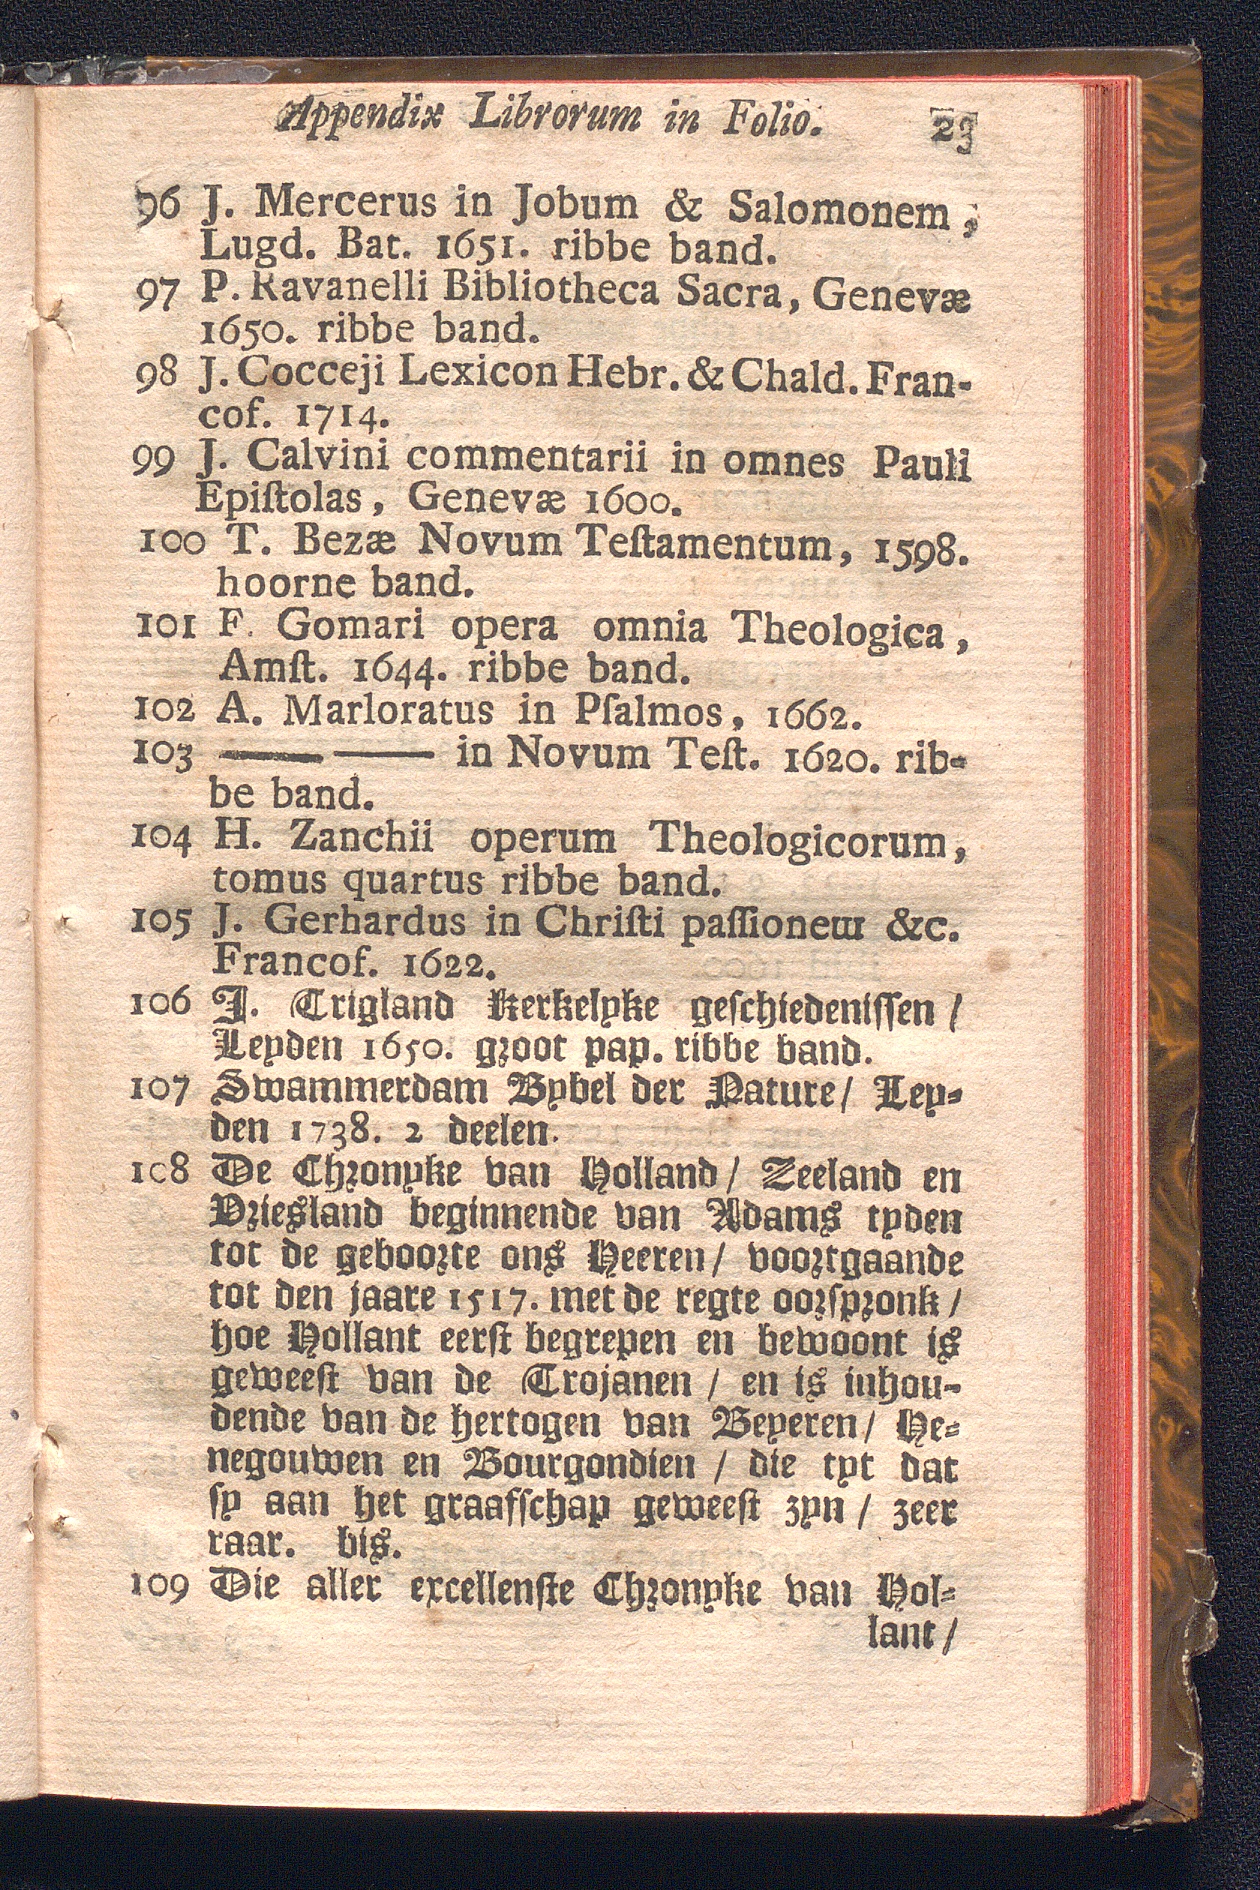 Appendix Librorum in Folio. 23
96 J. Mercerus in Jobum & Salomonem,
Lugd. Bat. 1651. ribbe band.
97 P. Ravanelli Bibliotheca Sacra, Genevæ
1650. ribbe band.
98 J. Cocceji Lexicon Hebr. & Chald. Fran-
cof. 1714.
99 J. Calvini commentarii in omnes Pauli
Epiſtolas, Genevæ 1600.
100 T. Bezæ Novum Teſtamentum, 1598.
hoorne band.
101 F. Gomari opera omnia Theologica,
Amſt. 1644. ribbe band.
102 A. Marloratus in Pſalmos, 1662.
103 —— —— in Novum Teſt. 1620. rib-
be band.
104 H. Zanchii operum Theologicorum,
tomus quartus ribbe band.
105 J. Gerhardus in Chriſti paſſionem &c.
Francof. 1622.
106 J. Trigland Kerkelyke geſchiedeniſſen /
Leyden 1650. groot pap. ribbe band.
107 Swammerdam Bybel der Nature / Ley-
den 1738. 2 deelen.
108 De Chronyke van Holland / Zeeland en
Vriesland beginnende van Adams tyden
tot de geboorte ons Heeren / voortgaande
tot den jaare 1517. met de regte oorſpronk /
hoe Hollant eerſt begrepen en bewoont is
geweeſt van de Trojanen / en is inhou-
dende van de hertogen van Beyeren / He-
negouwen en Bourgondien / die tyt dat
ſy aan het graafſchap geweeſt zyn / zeer
raar. bis.
109 Die aller excellenſte Chronyke van Hol-
lant /